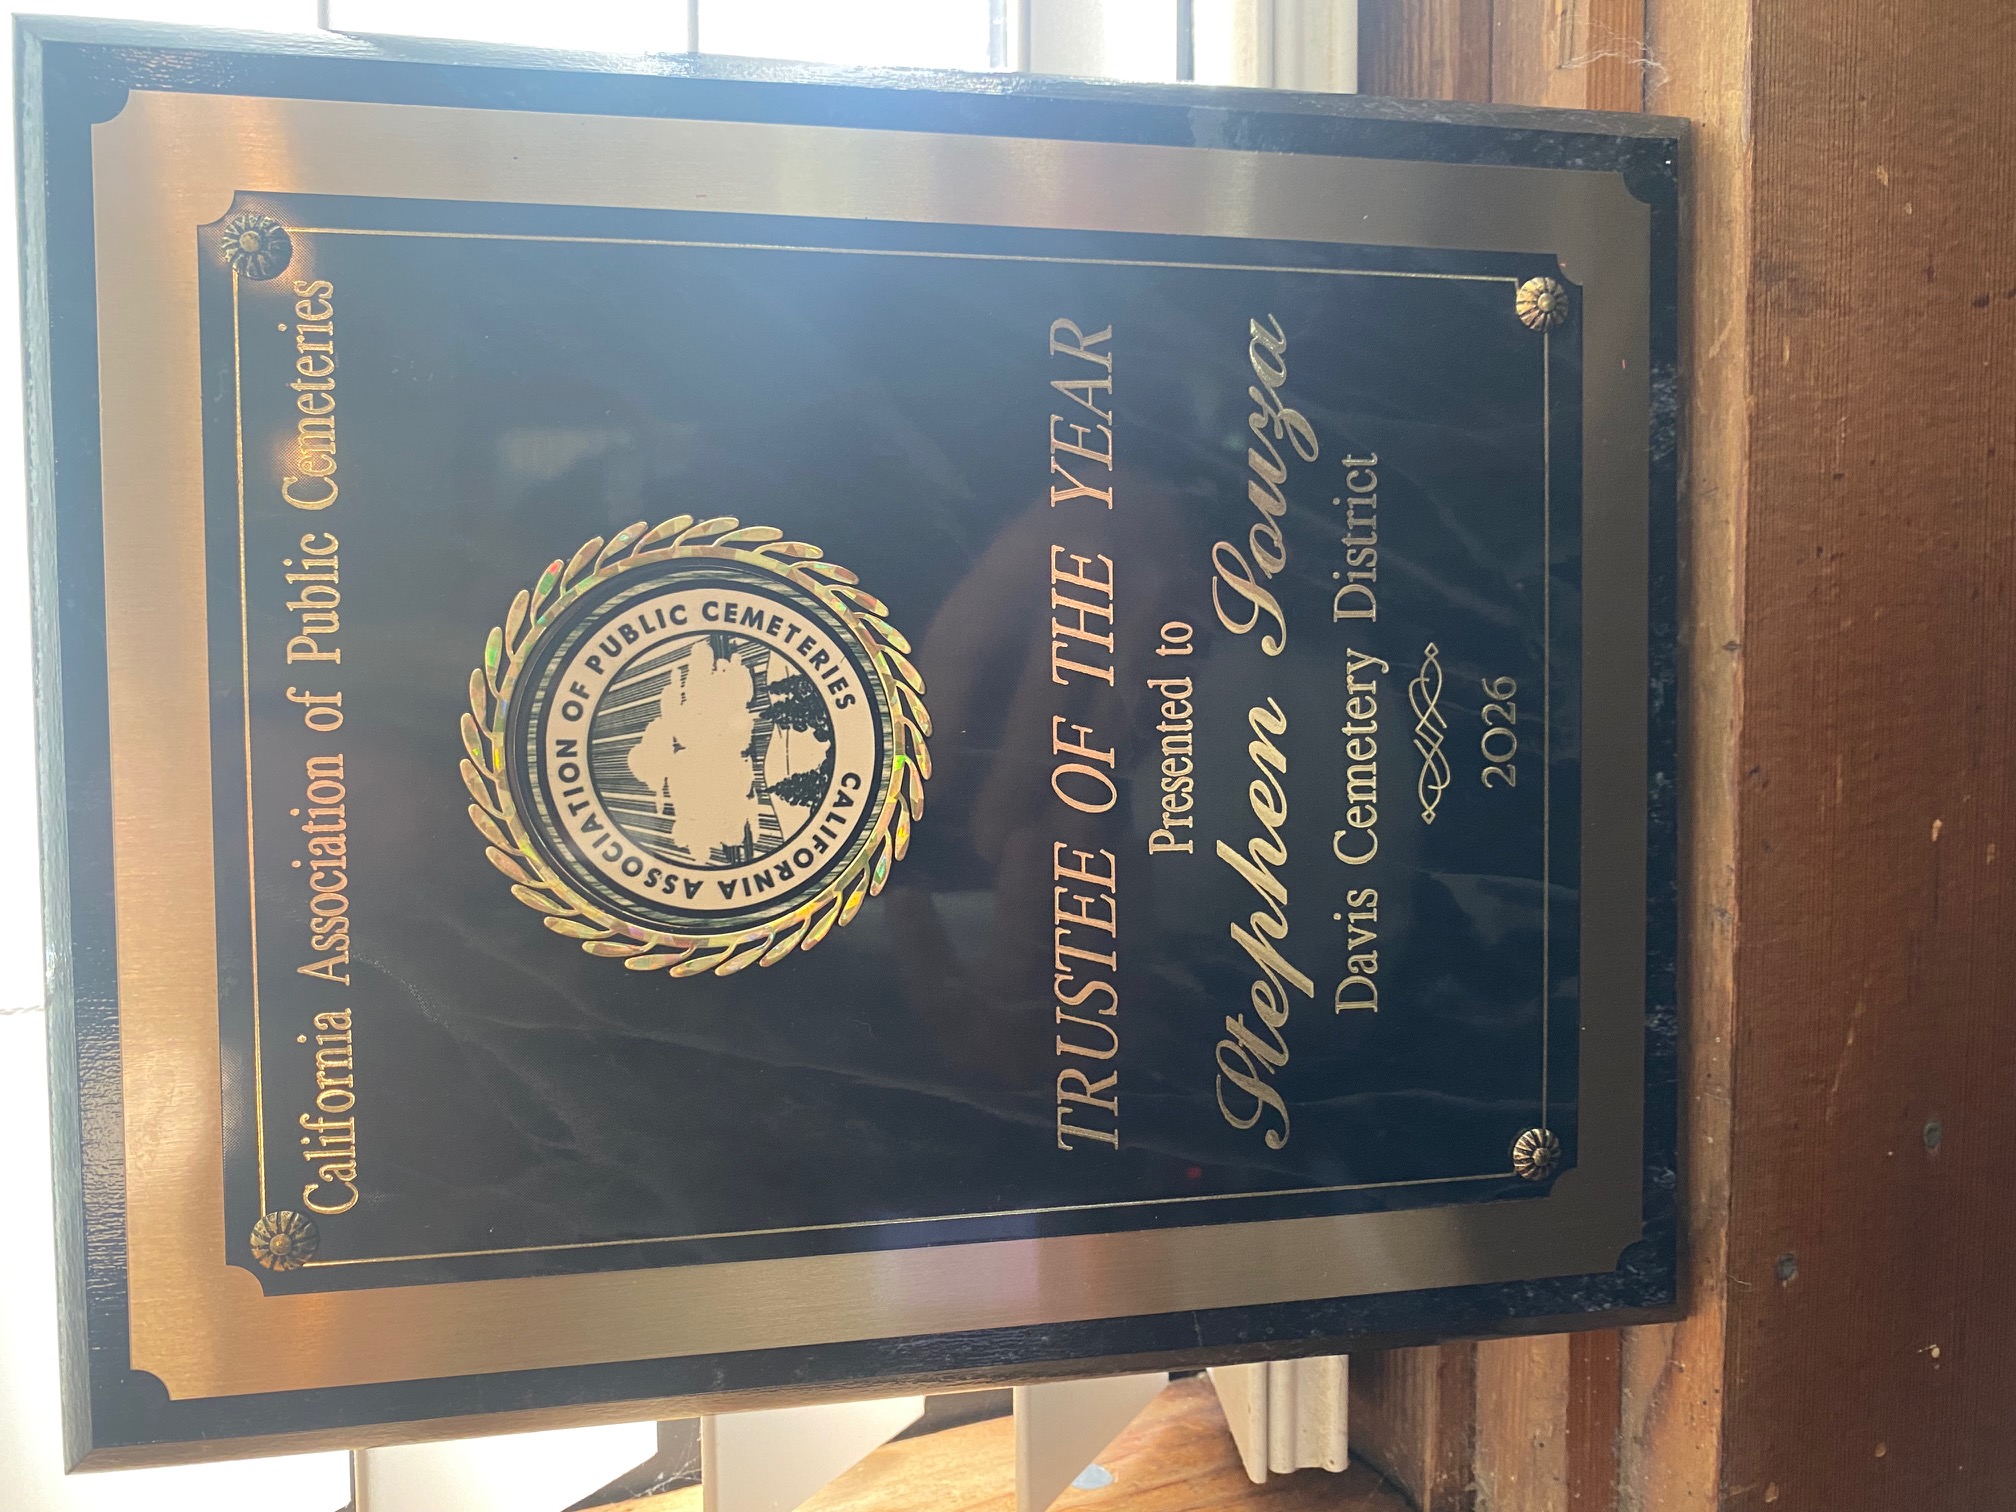 California Association of Public Cemeteries
CALIFORNIA ASSOCIATION OF PUBLIC CEMETERIES
TRUSTEE OF THE YEAR
Presented to
Stephen Souza
Davis Cemetery District
2026